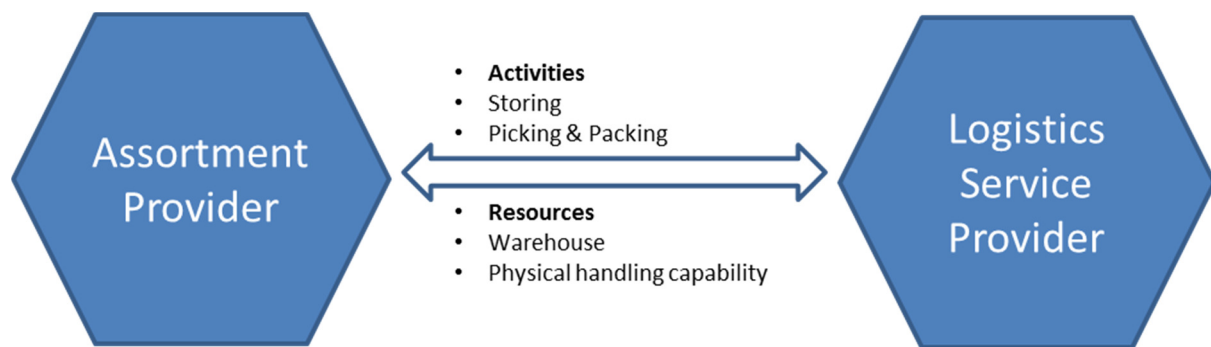 Assortment
Provider
• Activities
• Storing
• Picking & Packing
• Resources
• Warehouse
• Physical handling capability
Logistics
Service
Provider